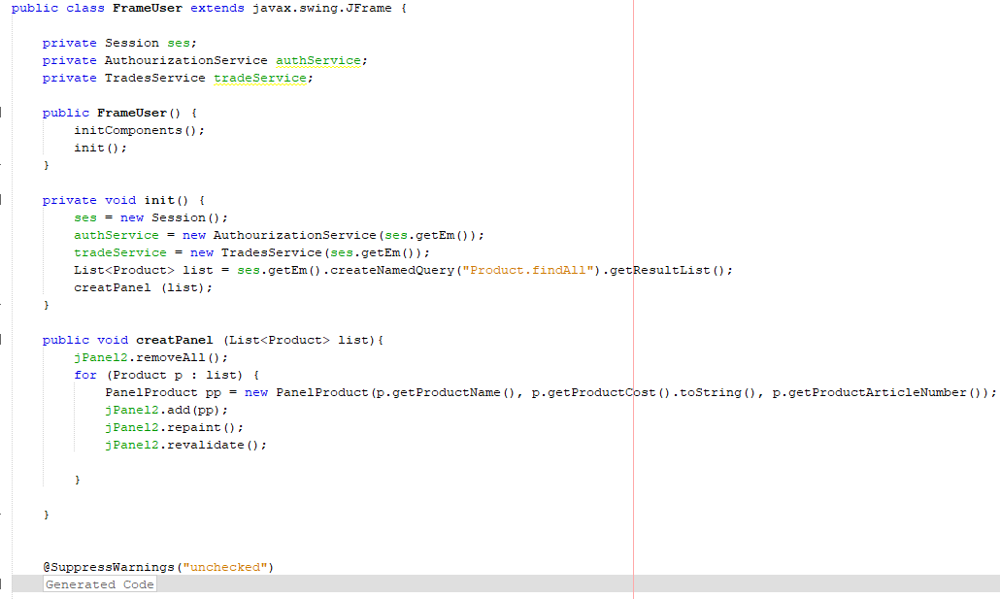 public class FrameUser extends javax.swing.JFrame {
private Session ses;
private AuthourizationService authService;
private TradesService tradeService;
public FrameUser() {
initComponents();
init();
}
private void init() {
ses = new Session();
authService = new AuthourizationService(ses.getEm());
tradeService = new TradesService(ses.getEm());
List<Product> list = ses.getEm().createNamedQuery("Product.findAll").getResultList();
creatPanel (list);
}
public void creatPanel (List<Product> list){
jPanel2.removeAll();
for (Product p : list) {
PanelProduct pp = new PanelProduct(p.getProductName(), p.getProductCost().toString(), p.getProductArticleNumber());
jPanel2.add(pp);
jPanel2.repaint();
jPanel2.revalidate();
}
}
@SuppressWarnings("unchecked")
Generated Code